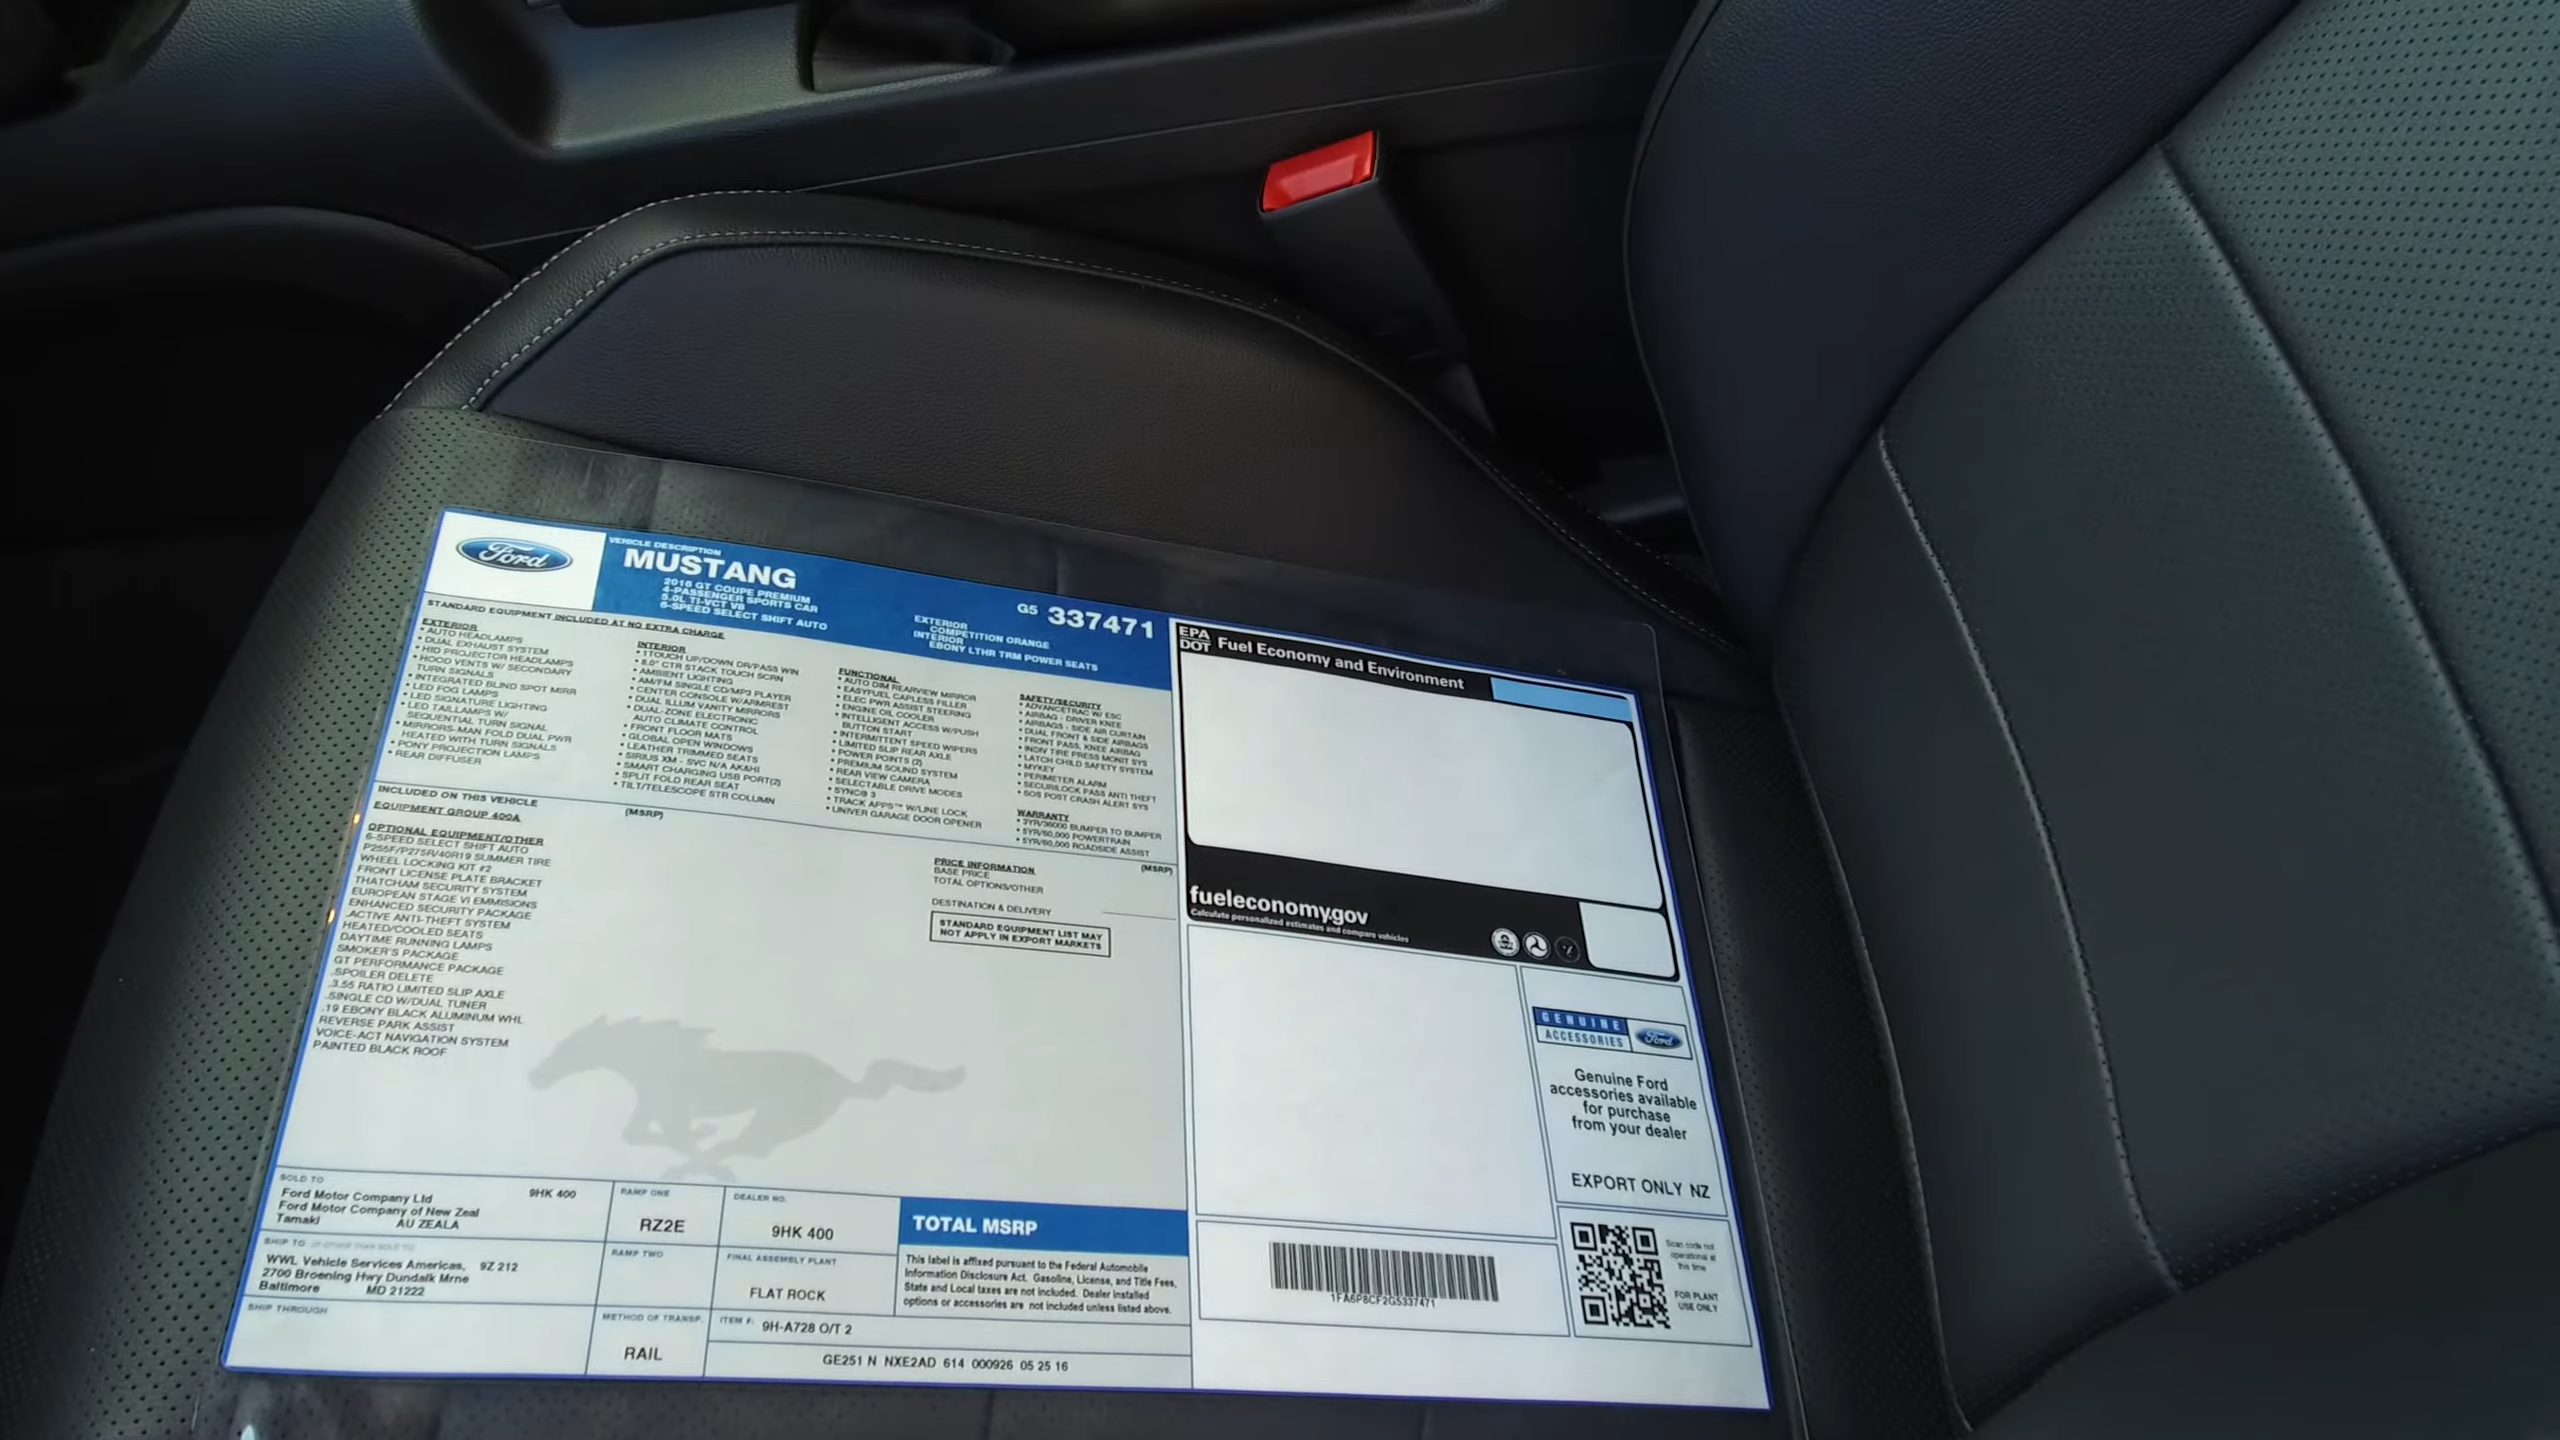 Ford
VEHICLE DESCRIPTION
MUSTANG
2016 GT COUPE PREMIUM
4-PASSENGER SPORTS CAR
5.0L TI-VCT V8
6-SPEED SELECT SHIFT AUTO
G5 337471
EXTERIOR
COMPETITION ORANGE
INTERIOR
EBONY LTHR TRM POWER SEATS
STANDARD EQUIPMENT INCLUDED AT NO EXTRA CHARGE
EXTERIOR
• AUTO HEADLAMPS
• DUAL EXHAUST SYSTEM
• HID PROJECTOR HEADLAMPS
• HOOD VENTS W/ SECONDARY
TURN SIGNALS
• INTEGRATED BLIND SPOT MIRR
• LED FOG LAMPS
• LED SIGNATURE LIGHTING
• LED TAILLAMPS W/
SEQUENTIAL TURN SIGNAL
• MIRRORS-MAN FOLD DUAL PWR
HEATED WITH TURN SIGNALS
• PONY PROJECTION LAMPS
• REAR DIFFUSER
INTERIOR
• 1TOUCH UP/DOWN DR/PASS WIN
• 8.0" CTR STACK TOUCH SCRN
• AMBIENT LIGHTING
• AM/FM SINGLE CD/MP3 PLAYER
• CENTER CONSOLE W/ARMREST
• DUAL ILLUM VANITY MIRRORS
• DUAL-ZONE ELECTRONIC
AUTO CLIMATE CONTROL
• FRONT FLOOR MATS
• GLOBAL OPEN WINDOWS
• LEATHER TRIMMED SEATS
• SIRIUS XM - SVC N/A AK&HI
• SMART CHARGING USB PORT(2)
• SPLIT FOLD REAR SEAT
• TILT/TELESCOPE STR COLUMN
FUNCTIONAL
• AUTO DIM REARVIEW MIRROR
• EASYFUEL CAPLESS FILLER
• ELEC PWR ASSIST STEERING
• ENGINE OIL COOLER
• INTELLIGENT ACCESS W/PUSH
BUTTON START
• INTERMITTENT SPEED WIPERS
• LIMITED SLIP REAR AXLE
• POWER POINTS (2)
• PREMIUM SOUND SYSTEM
• REAR VIEW CAMERA
• SELECTABLE DRIVE MODES
• SYNC® 3
• TRACK APPS™ W/LINE LOCK
• UNIVER GARAGE DOOR OPENER
SAFETY/SECURITY
• ADVANCETRAC W/ ESC
• AIRBAG - DRIVER KNEE
• AIRBAGS - SIDE AIR CURTAIN
• DUAL FRONT & SIDE AIRBAGS
• FRONT PASS, KNEE AIRBAG
• INDIV TIRE PRESS MONIT SYS
• LATCH CHILD SAFETY SYSTEM
• MYKEY
• PERIMETER ALARM
• SECURILOCK PASS ANTI THEFT
• SOS POST CRASH ALERT SYS
WARRANTY
• 3YR/36000 BUMPER TO BUMPER
• 5YR/60,000 POWERTRAIN
• 5YR/60,000 ROADSIDE ASSIST
INCLUDED ON THIS VEHICLE
(MSRP)
EQUIPMENT GROUP 400A
OPTIONAL EQUIPMENT/OTHER
6-SPEED SELECT SHIFT AUTO
P255F/P275R/40R19 SUMMER TIRE
WHEEL LOCKING KIT #2
FRONT LICENSE PLATE BRACKET
THATCHAM SECURITY SYSTEM
EUROPEAN STAGE VI EMMISIONS
ENHANCED SECURITY PACKAGE
.ACTIVE ANTI-THEFT SYSTEM
HEATED/COOLED SEATS
DAYTIME RUNNING LAMPS
SMOKER'S PACKAGE
GT PERFORMANCE PACKAGE
.SPOILER DELETE
.3.55 RATIO LIMITED SLIP AXLE
.SINGLE CD W/DUAL TUNER
.19 EBONY BLACK ALUMINUM WHL
REVERSE PARK ASSIST
VOICE-ACT NAVIGATION SYSTEM
PAINTED BLACK ROOF
PRICE INFORMATION
(MSRP)
BASE PRICE
TOTAL OPTIONS/OTHER
DESTINATION & DELIVERY
STANDARD EQUIPMENT LIST MAY
NOT APPLY IN EXPORT MARKETS
SOLD TO
Ford Motor Company Ltd 9HK 400
Ford Motor Company of New Zeal
Tamaki AU ZEALA
SHIP TO
WWL Vehicle Services Americas, 9Z 212
2700 Broening Hwy Dundalk Mrne
Baltimore MD 21222
SHIP THROUGH
RAMP ONE
RZ2E
RAMP TWO
METHOD OF TRANSP.
RAIL
DEALER NO.
9HK 400
FINAL ASSEMBLY PLANT
FLAT ROCK
ITEM #: 9H-A728 O/T 2
GE251 N NXE2AD 614 000926 05 25 16
TOTAL MSRP
This label is affixed pursuant to the Federal Automobile
Information Disclosure Act. Gasoline, License, and Title Fees,
State and Local taxes are not included. Dealer installed
options or accessories are not included unless listed above.
EPA
DOT
Fuel Economy and Environment
fueleconomy.gov
Calculate personalized estimates and compare vehicles
GENUINE
ACCESSORIES
Ford
Genuine Ford
accessories available
for purchase
from your dealer
EXPORT ONLY NZ
1FA6P8CF2G5337471
Scan code not
operational at
this time
FOR PLANT
USE ONLY